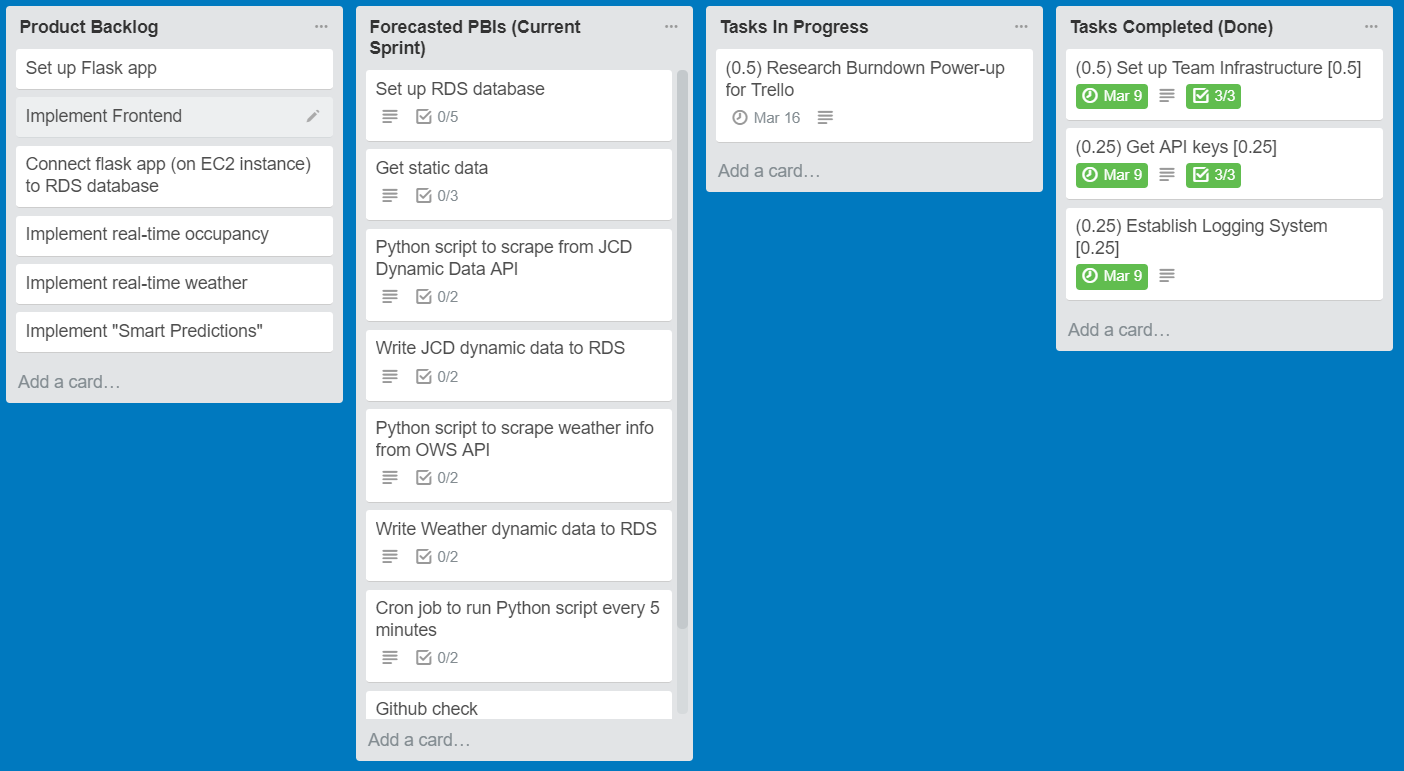 Product Backlog
Set up Flask app
Implement Frontend
Connect flask app (on EC2 instance)
to RDS database
Implement real-time occupancy
Implement real-time weather
Implement "Smart Predictions"
Add a card…
Forecasted PBIs (Current
Sprint)
Set up RDS database
0/5
Get static data
0/3
Python script to scrape from JCD
Dynamic Data API
0/2
Write JCD dynamic data to RDS
0/2
Python script to scrape weather info
from OWS API
0/2
Write Weather dynamic data to RDS
0/2
Cron job to run Python script every 5
minutes
0/2
Github check
Add a card…
Tasks In Progress
(0.5) Research Burndown Power-up
for Trello
Mar 16
Add a card…
Tasks Completed (Done)
(0.5) Set up Team Infrastructure [0.5]
Mar 9 3/3
(0.25) Get API keys [0.25]
Mar 9 3/3
(0.25) Establish Logging System
[0.25]
Mar 9
Add a card…